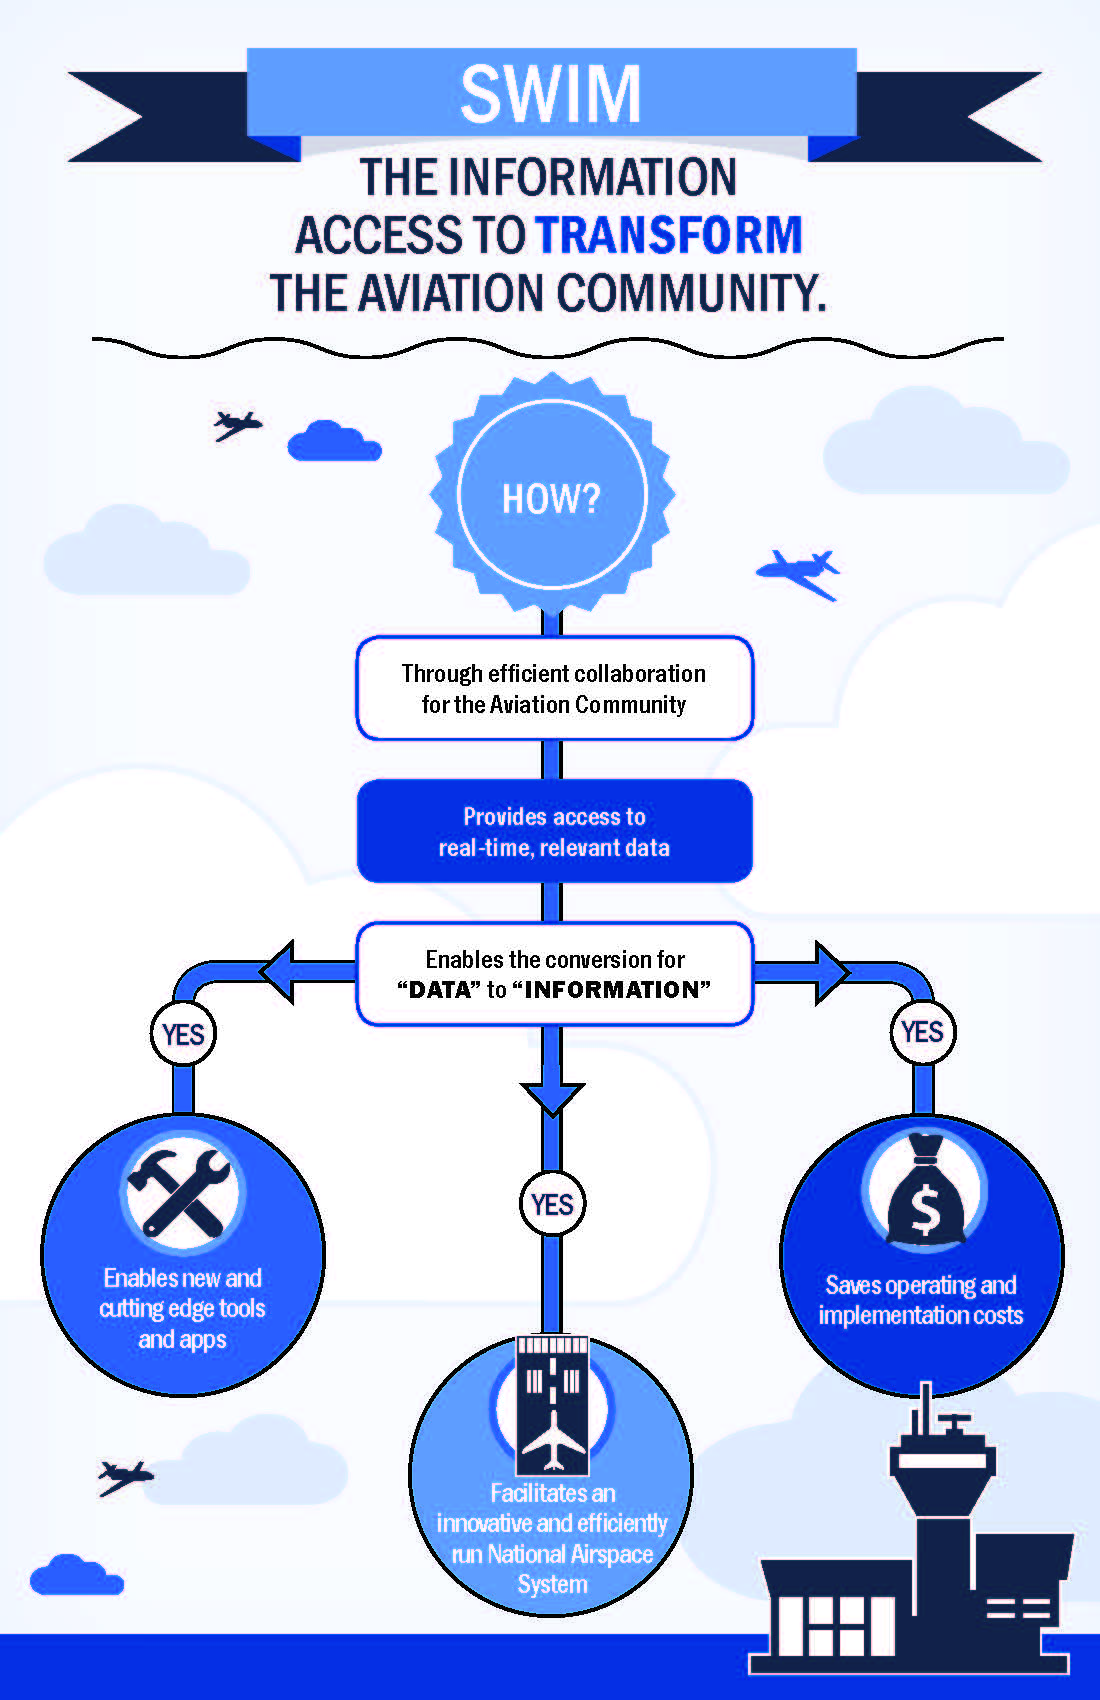 SWIM
THE INFORMATION
ACCESS TO TRANSFORM
THE AVIATION COMMUNITY.
HOW?
Through efficient collaboration
for the Aviation Community
Provides access to
real-time, relevant data
Enables the conversion for
“DATA” to “INFORMATION”
YES
YES
YES
Enables new and
cutting edge tools
and apps
$
Saves operating and
implementation costs
Facilitates an
innovative and efficiently
run National Airspace
System